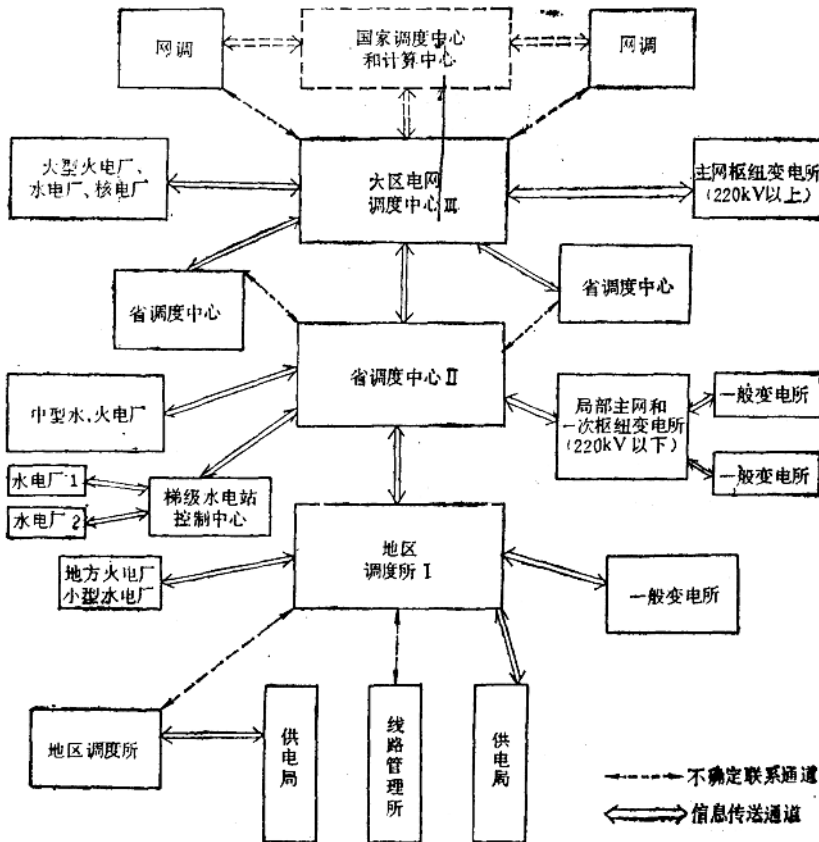 网调
国家调度中心
和计算中心
网调
大型火电厂、
水电厂、核电厂
大区电网
调度中心Ⅲ
主网枢纽变电所
(220kV以上)
省调度中心
省调度中心
省调度中心Ⅱ
中型水、火电厂
局部主网和
一次枢纽变电所
(220kV以下)
一般变电所
一般变电所
水电厂1
水电厂2
梯级水电站
控制中心
地区
调度所Ⅰ
地方火电厂
小型水电厂
一般变电所
地区调度所
供电局
线路管理所
供电局
不确定联系通道
信息传送通道